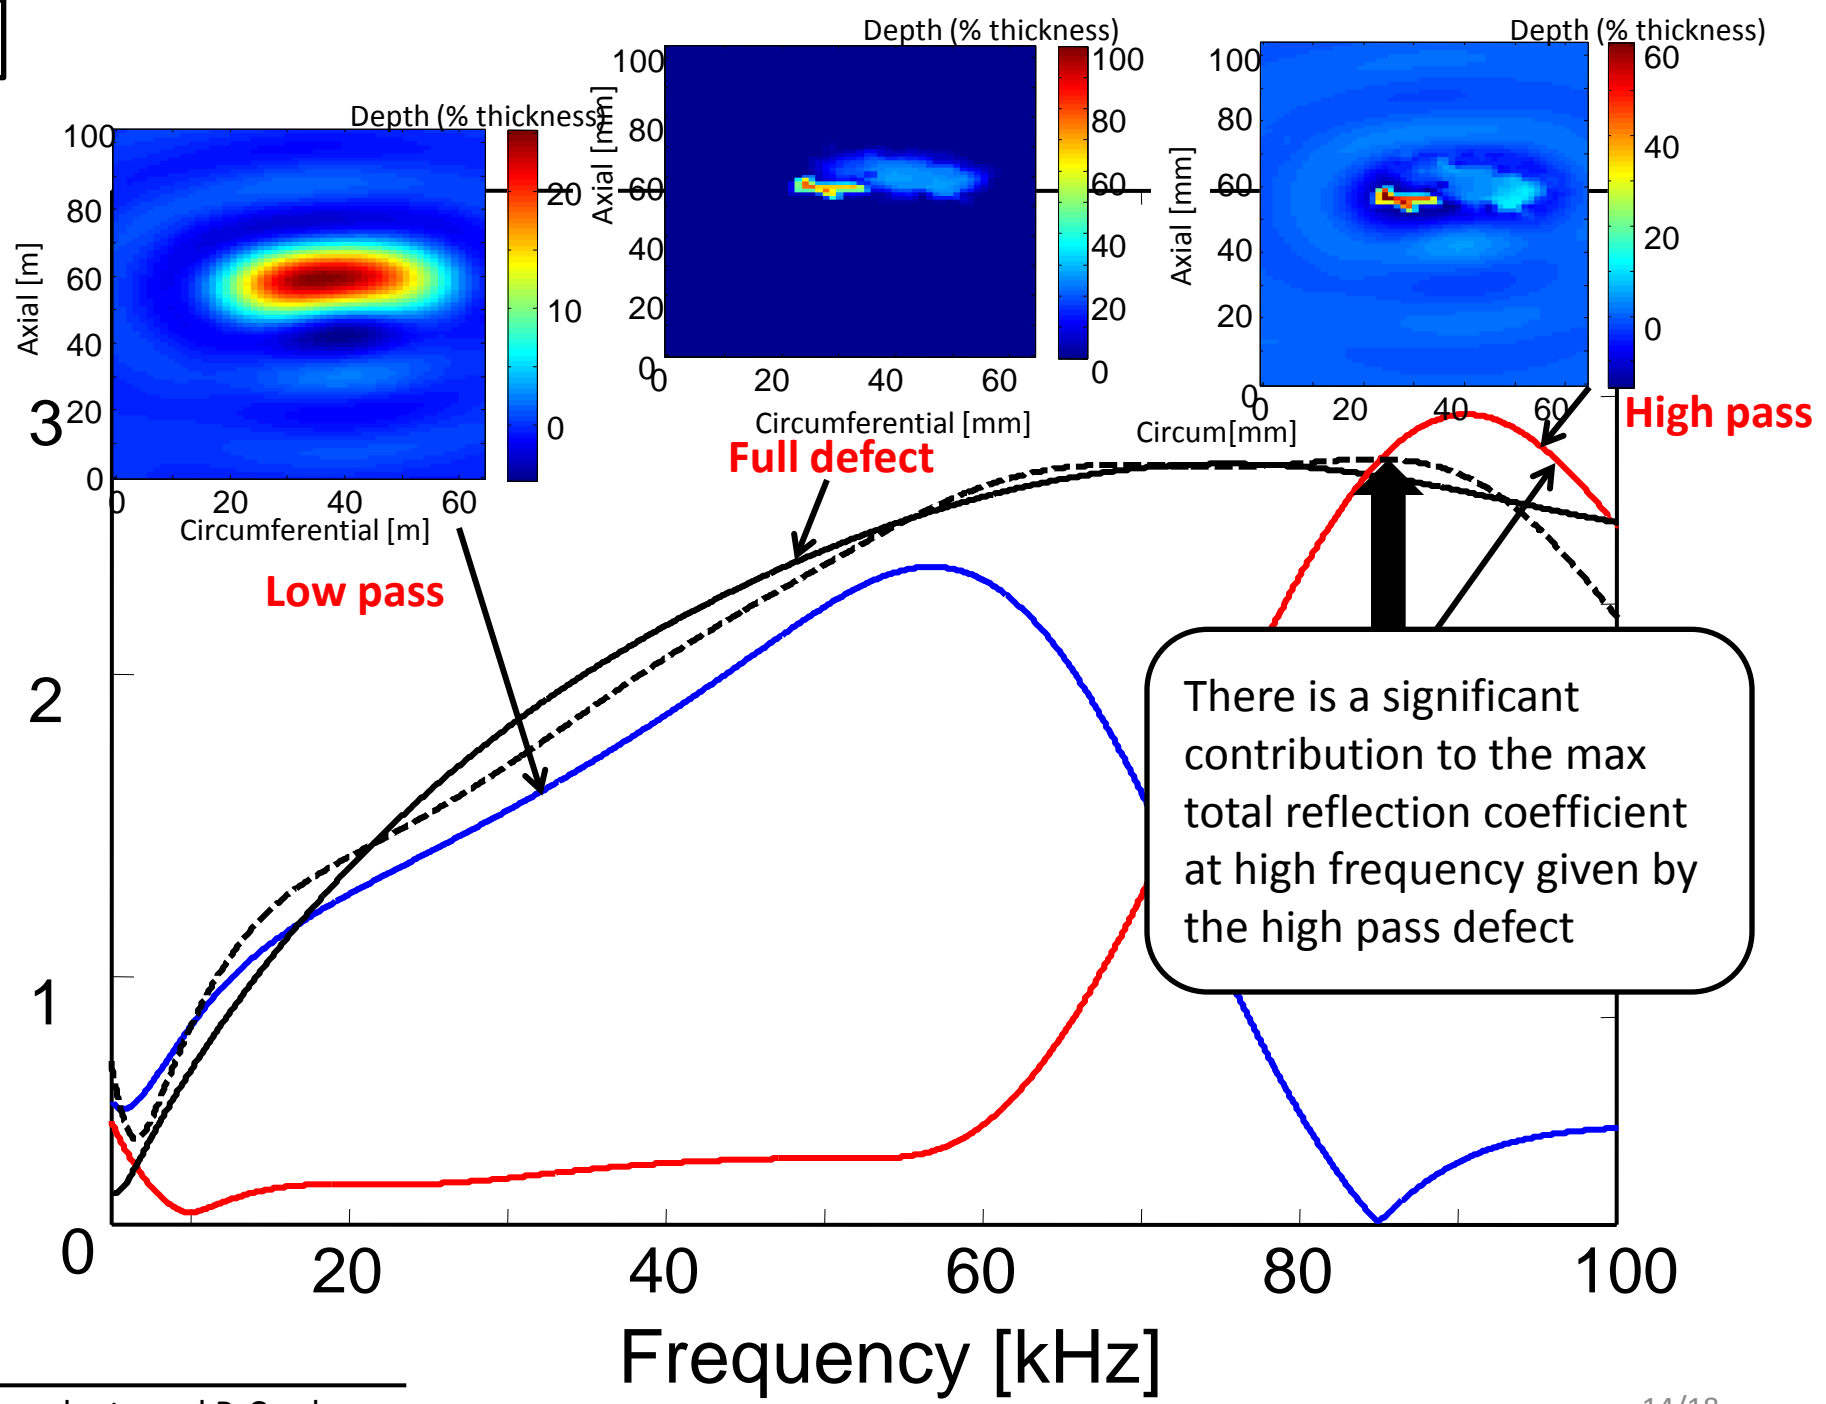 Depth (% thickness)
100
80
60
40
20
0
Axial [m]
0
20
40
60
Circumferential [m]
20
10
0
Low pass
Depth (% thickness)
100
80
60
40
20
0
Axial [mm]
0
20
40
60
Circumferential [mm]
100
80
60
40
20
0
Full defect
Depth (% thickness)
100
80
60
40
20
0
Axial [mm]
0
20
40
60
Circum[mm]
60
40
20
0
High pass
There is a significant
contribution to the max
total reflection coefficient
at high frequency given by
the high pass defect
3
2
1
0
20
40
60
80
100
Frequency [kHz]
14/18